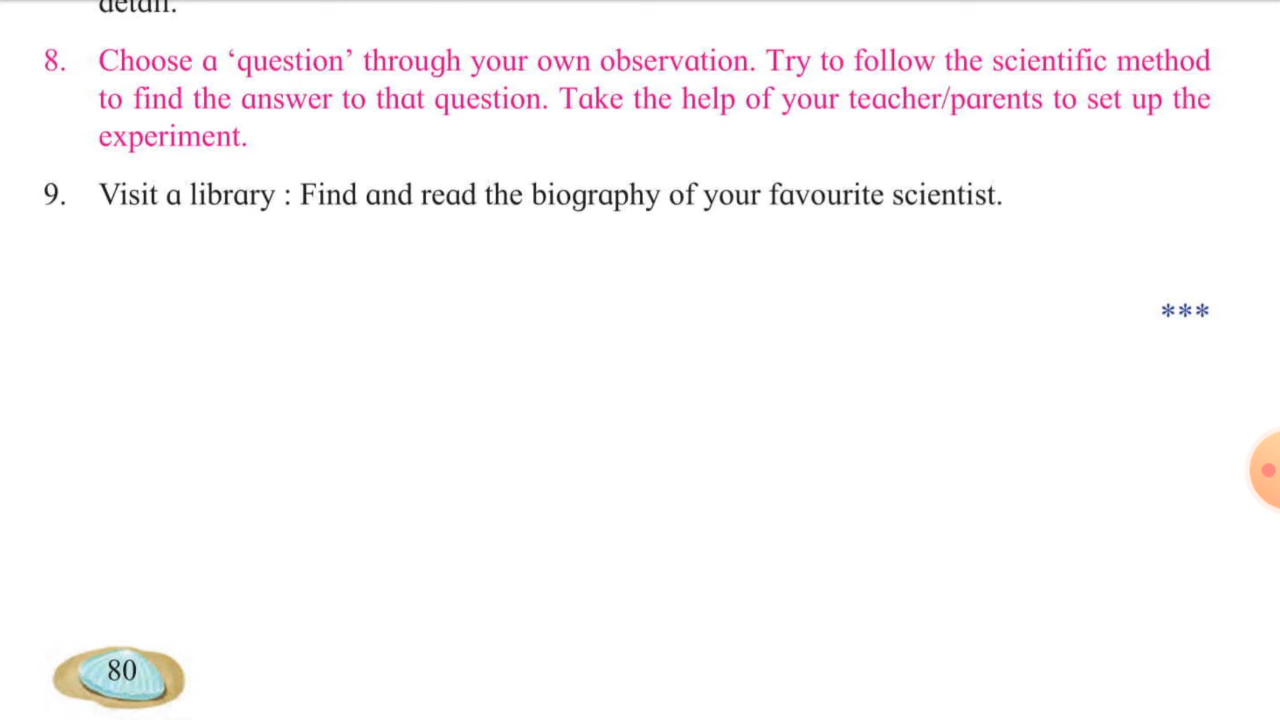 detail.
8. Choose a ‘question’ through your own observation. Try to follow the scientific method
to find the answer to that question. Take the help of your teacher/parents to set up the
experiment.
9. Visit a library : Find and read the biography of your favourite scientist.
***
80